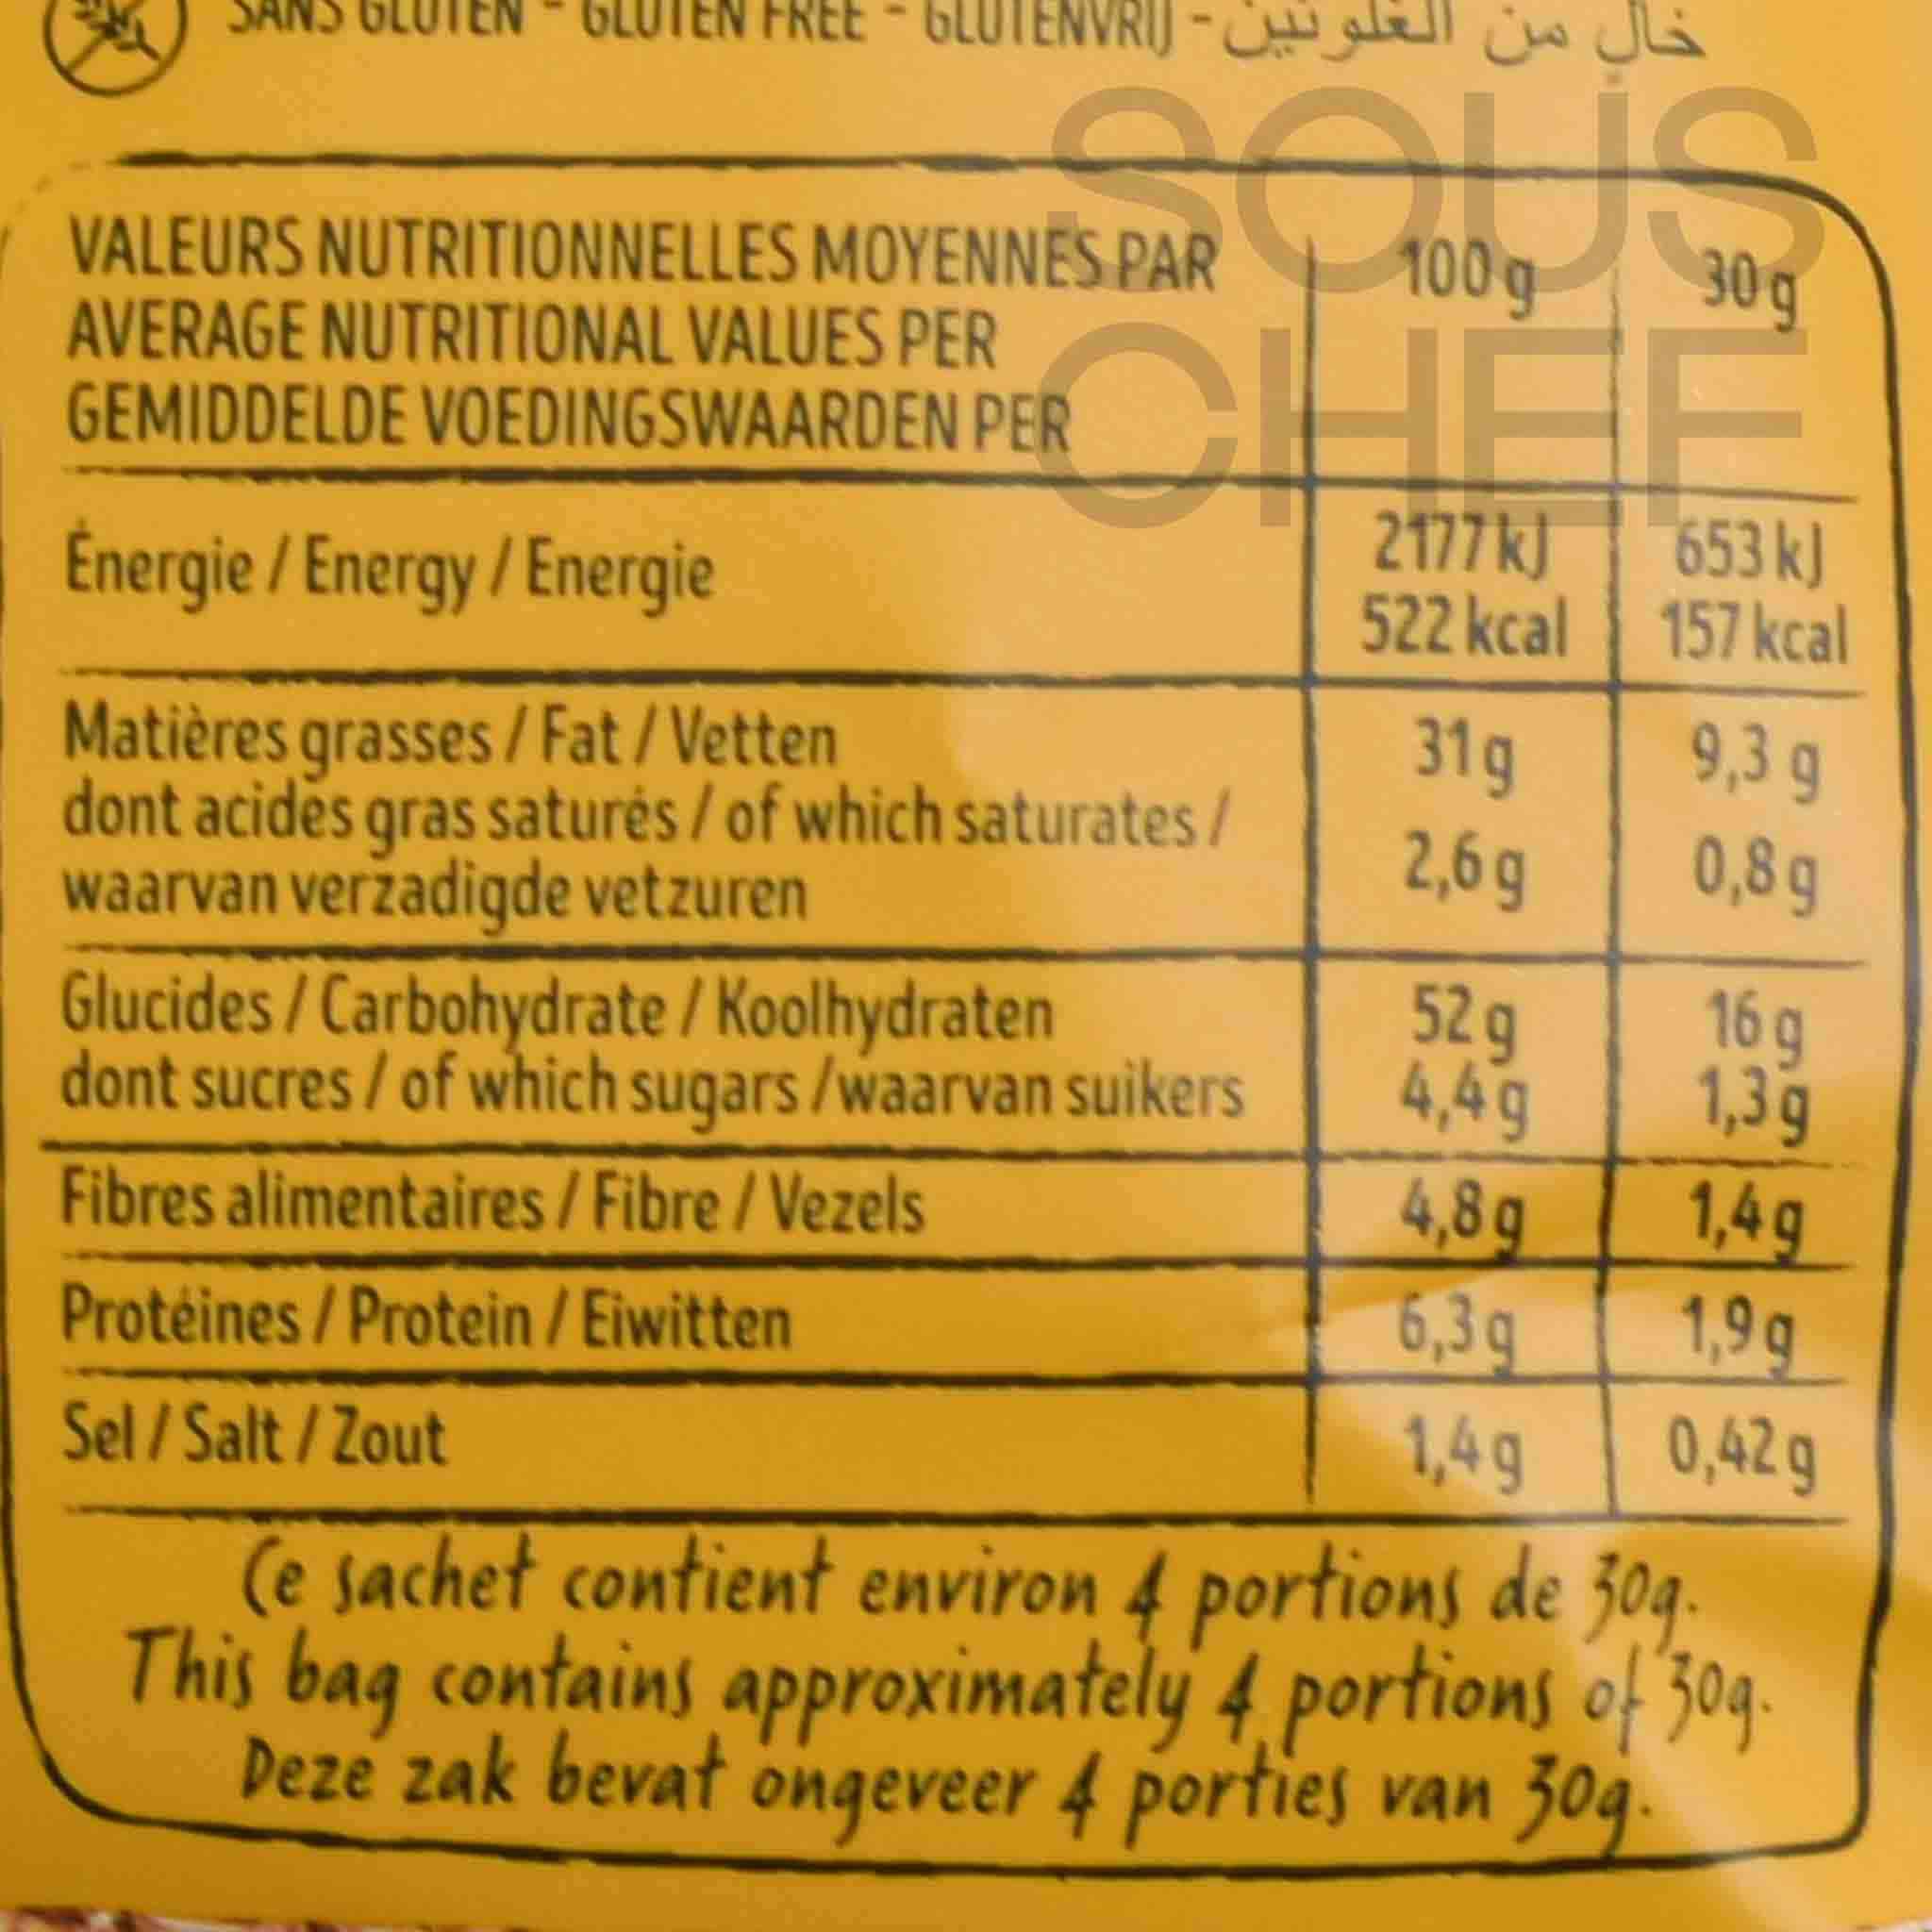 SANS GLUTEN - GLUTEN FREE - GLUTENVRIJ - خالٍ من الغلوتين
SOUS
CHEF
VALEURS NUTRITIONNELLES MOYENNES PAR 100 g 30 g
AVERAGE NUTRITIONAL VALUES PER
GEMIDDELDE VOEDINGSWAARDEN PER
Énergie / Energy / Energie 2177 kJ 653 kJ
522 kcal 157 kcal
Matières grasses / Fat / Vetten 31 g 9,3 g
dont acides gras saturés / of which saturates / 2,6 g 0,8 g
waarvan verzadigde vetzuren
Glucides / Carbohydrate / Koolhydraten 52 g 16 g
dont sucres / of which sugars /waarvan suikers 4,4 g 1,3 g
Fibres alimentaires / Fibre / Vezels 4,8 g 1,4 g
Protéines / Protein / Eiwitten 6,3 g 1,9 g
Sel / Salt / Zout 1,4 g 0,42 g
Ce sachet contient environ 4 portions de 30g.
This bag contains approximately 4 portions of 30g.
Deze zak bevat ongeveer 4 porties van 30g.